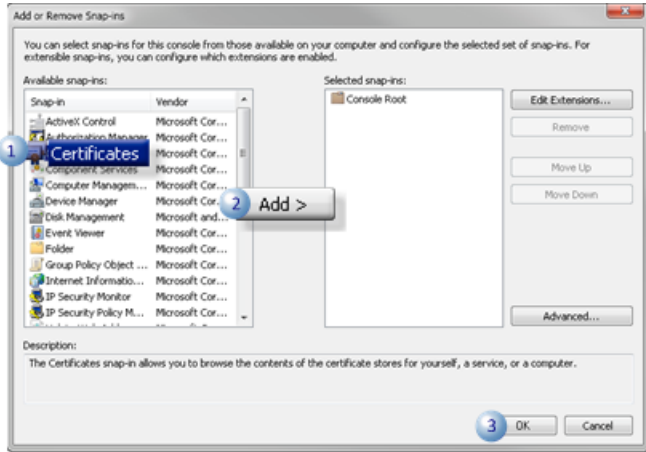 Add or Remove Snap-ins
You can select snap-ins for this console from those available on your computer and configure the selected set of snap-ins. For
extensible snap-ins, you can configure which extensions are enabled.
Available snap-ins:
Selected snap-ins:
Snap-in Vendor
ActiveX Control Microsoft Cor...
Authorization Manager Microsoft Cor...
1 Certificates Microsoft Cor...
Component Services Microsoft Cor...
Computer Managem... Microsoft Cor...
Device Manager Microsoft Cor...
Disk Management Microsoft and...
Event Viewer Microsoft Cor...
Folder Microsoft Cor...
Group Policy Object ... Microsoft Cor...
Internet Informatio... Microsoft Cor...
IP Security Monitor Microsoft Cor...
IP Security Policy M... Microsoft Cor...
2 Add >
Console Root
Edit Extensions...
Remove
Move Up
Move Down
Advanced...
Description:
The Certificates snap-in allows you to browse the contents of the certificate stores for yourself, a service, or a computer.
3 OK Cancel